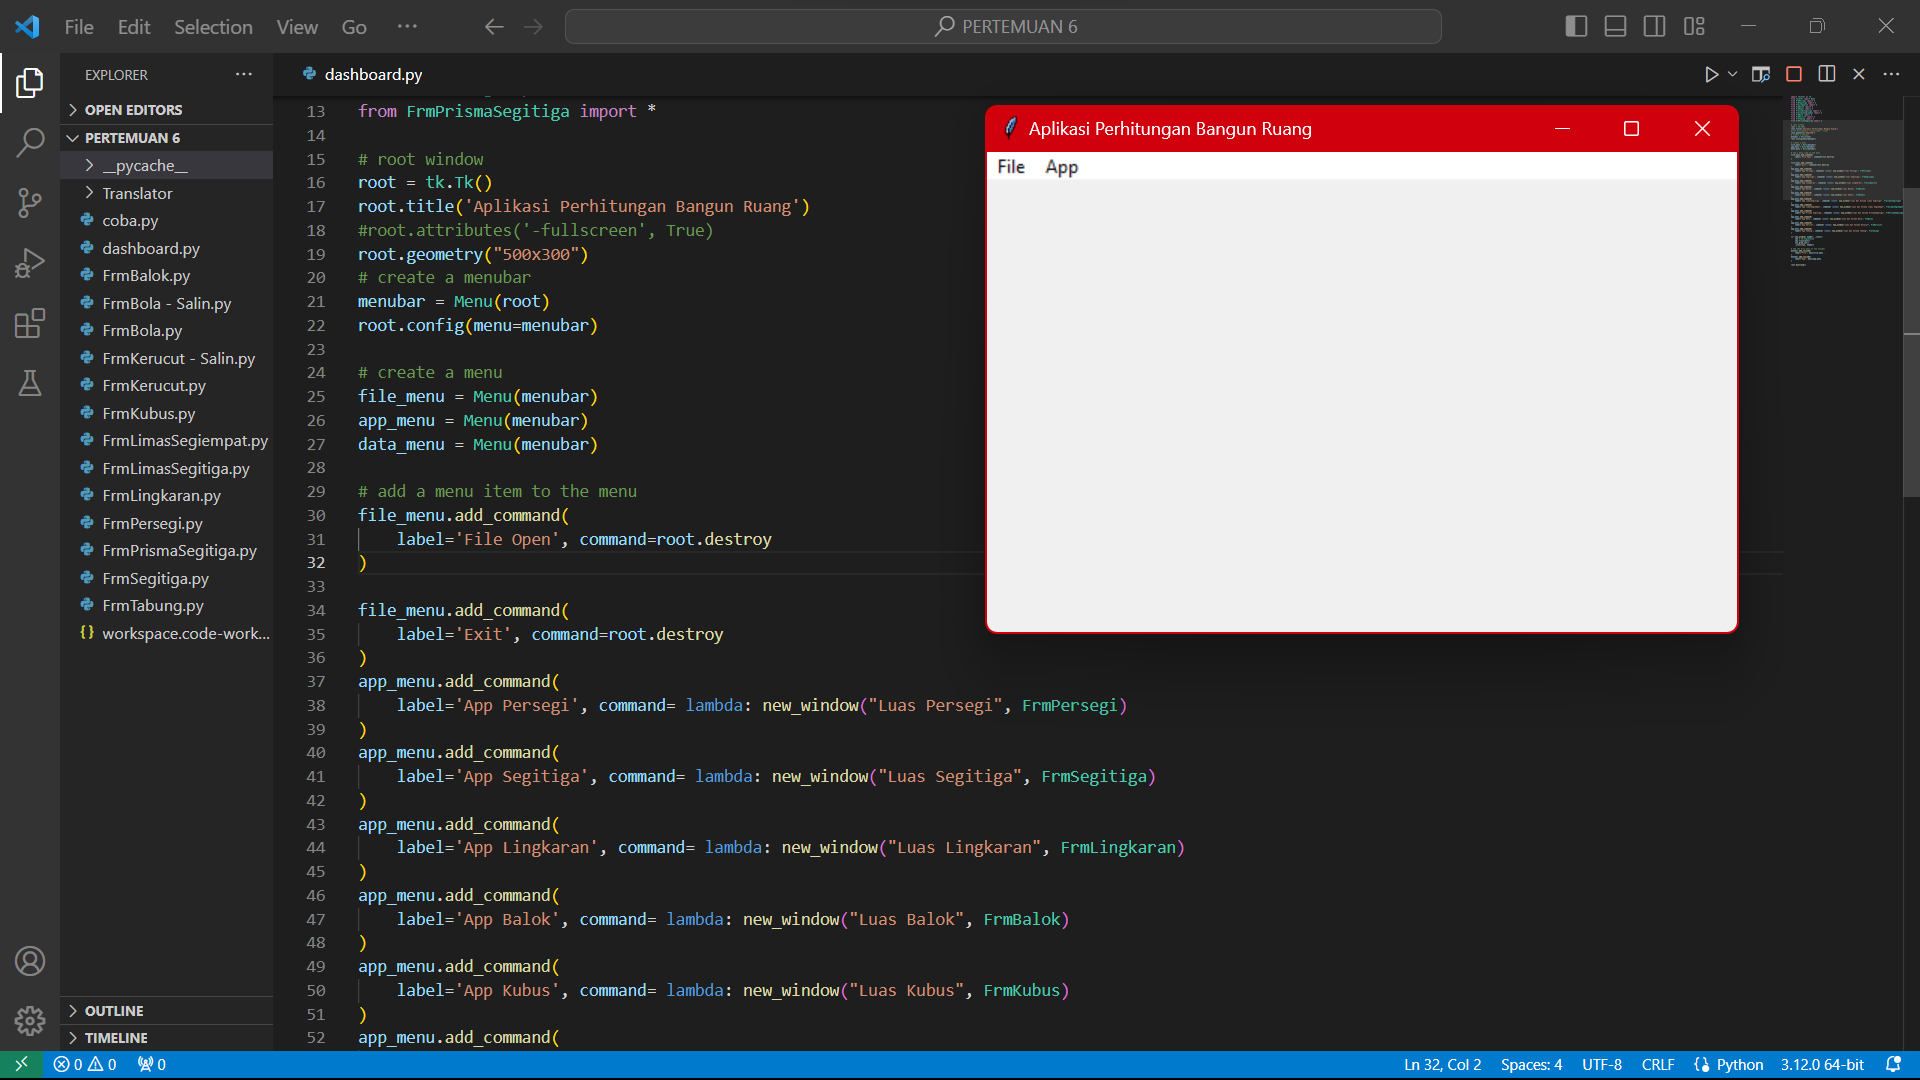 File Edit Selection View Go ··· PERTEMUAN 6
EXPLORER ···
OPEN EDITORS
PERTEMUAN 6
__pycache__
Translator
coba.py
dashboard.py
FrmBalok.py
FrmBola - Salin.py
FrmBola.py
FrmKerucut - Salin.py
FrmKerucut.py
FrmKubus.py
FrmLimasSegiempat.py
FrmLimasSegitiga.py
FrmLingkaran.py
FrmPersegi.py
FrmPrismaSegitiga.py
FrmSegitiga.py
FrmTabung.py
{} workspace.code-work...
OUTLINE
TIMELINE
dashboard.py
13 from FrmPrismaSegitiga import *
14
15 # root window
16 root = tk.Tk()
17 root.title('Aplikasi Perhitungan Bangun Ruang')
18 #root.attributes('-fullscreen', True)
19 root.geometry("500x300")
20 # create a menubar
21 menubar = Menu(root)
22 root.config(menu=menubar)
23
24 # create a menu
25 file_menu = Menu(menubar)
26 app_menu = Menu(menubar)
27 data_menu = Menu(menubar)
28
29 # add a menu item to the menu
30 file_menu.add_command(
31     label='File Open', command=root.destroy
32 )
33
34 file_menu.add_command(
35     label='Exit', command=root.destroy
36 )
37 app_menu.add_command(
38     label='App Persegi', command= lambda: new_window("Luas Persegi", FrmPersegi)
39 )
40 app_menu.add_command(
41     label='App Segitiga', command= lambda: new_window("Luas Segitiga", FrmSegitiga)
42 )
43 app_menu.add_command(
44     label='App Lingkaran', command= lambda: new_window("Luas Lingkaran", FrmLingkaran)
45 )
46 app_menu.add_command(
47     label='App Balok', command= lambda: new_window("Luas Balok", FrmBalok)
48 )
49 app_menu.add_command(
50     label='App Kubus', command= lambda: new_window("Luas Kubus", FrmKubus)
51 )
52 app_menu.add_command(
Aplikasi Perhitungan Bangun Ruang
File App
0 0 0 Ln 32, Col 2 Spaces: 4 UTF-8 CRLF Python 3.12.0 64-bit